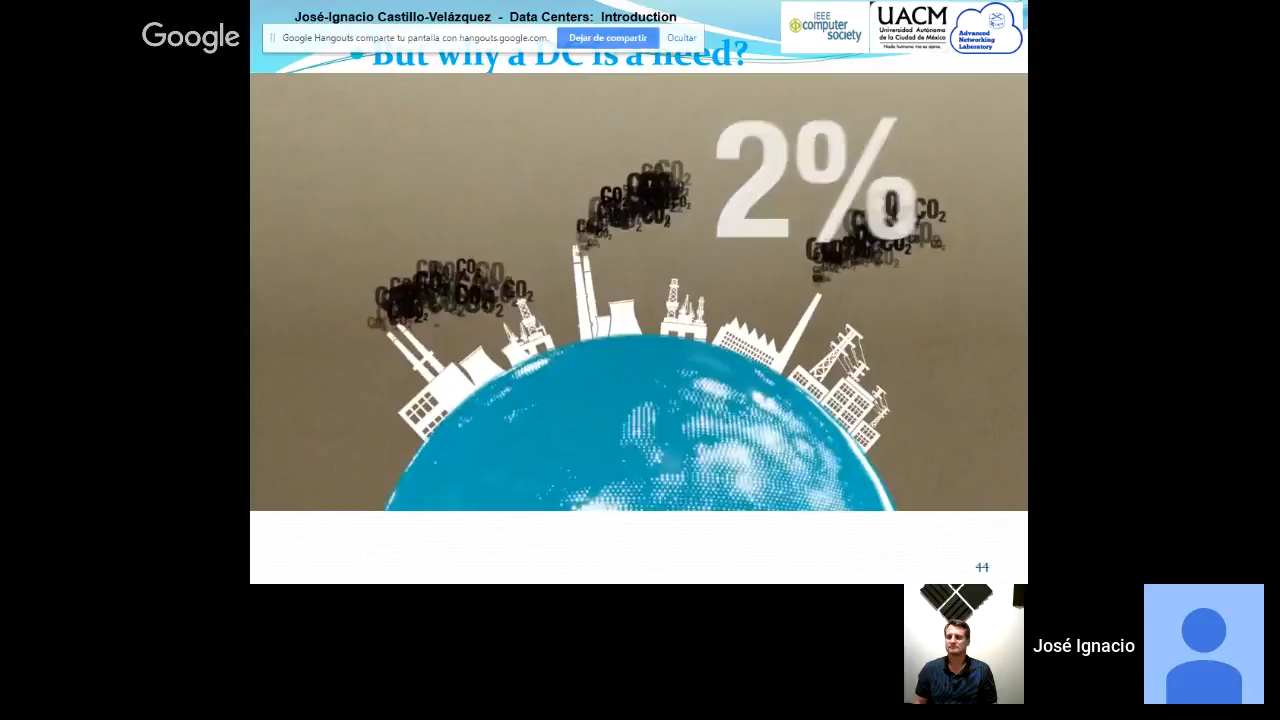 Google
José-Ignacio Castillo-Velázquez - Data Centers: Introduction
Google Hangouts comparte tu pantalla con hangouts.google.com. Dejar de compartir Ocultar
IEEE
computer
society
UACM
Universidad Autónoma
de la Ciudad de México
Nada humano me es ajeno
Advanced
Networking
Laboratory
• But why a DC is a need?
2%
CO2
CO2
CO2
44
José Ignacio